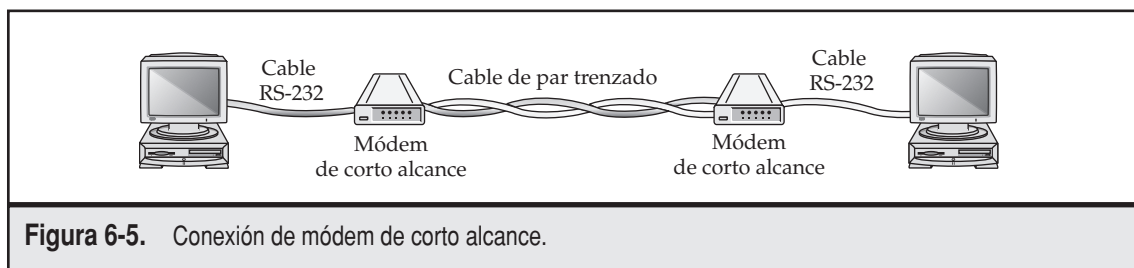 Cable
RS-232
Cable de par trenzado
Cable
RS-232
Módem
de corto alcance
Módem
de corto alcance
Figura 6-5. Conexión de módem de corto alcance.